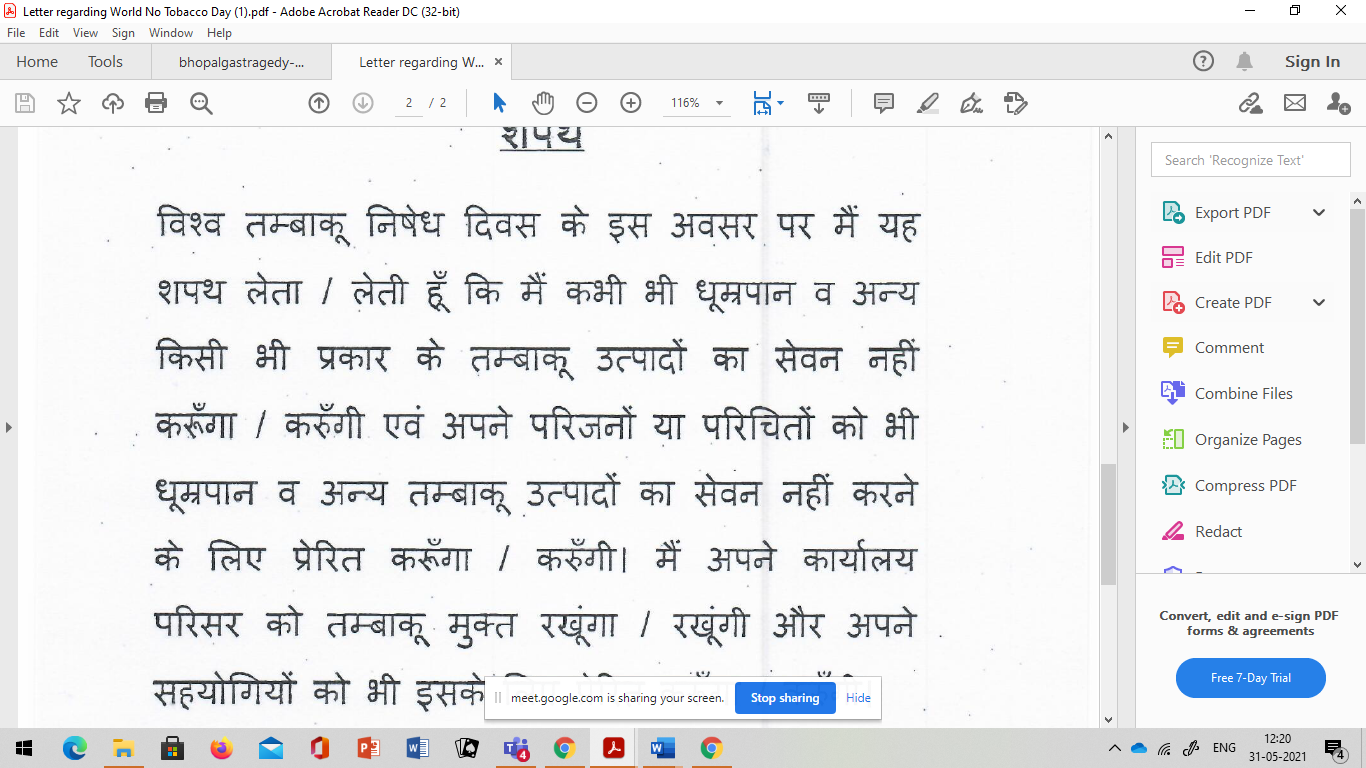 Letter regarding World No Tobacco Day (1).pdf - Adobe Acrobat Reader DC (32-bit)
File Edit View Sign Window Help
Home Tools bhopalgastragedy-... Letter regarding W... × Sign In
2 / 2 116%
शपथ
विश्व तम्बाकू निषेध दिवस के इस अवसर पर मैं यह
शपथ लेता / लेती हूँ कि मैं कभी भी धूम्रपान व अन्य
किसी भी प्रकार के तम्बाकू उत्पादों का सेवन नहीं
करूँगा / करुँगी एवं अपने परिजनों या परिचितों को भी
धूम्रपान व अन्य तम्बाकू उत्पादों का सेवन नहीं करने
के लिए प्रेरित करूँगा / करुँगी। मैं अपने कार्यालय
परिसर को तम्बाकू मुक्त रखूंगा / रखूंगी और अपने
सहयोगियों को भी इसके
meet.google.com is sharing your screen. Stop sharing Hide
Search 'Recognize Text'
Export PDF
Edit PDF
Create PDF
Comment
Combine Files
Organize Pages
Compress PDF
Redact
Convert, edit and e-sign PDF
forms & agreements
Free 7-Day Trial
4
ENG
12:20
31-05-2021
4